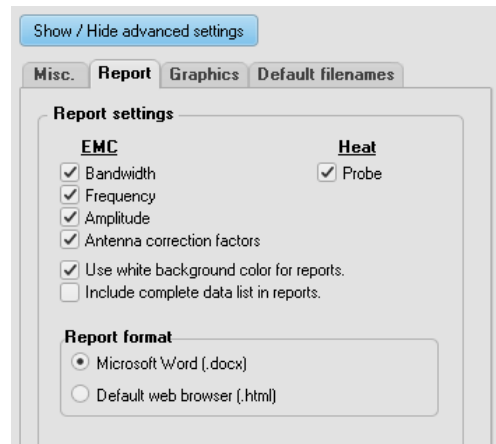 Show / Hide advanced settings
Misc. Report Graphics Default filenames
Report settings
EMC Heat
Bandwidth Probe
Frequency
Amplitude
Antenna correction factors
Use white background color for reports.
Include complete data list in reports.
Report format
Microsoft Word (.docx)
Default web browser (.html)